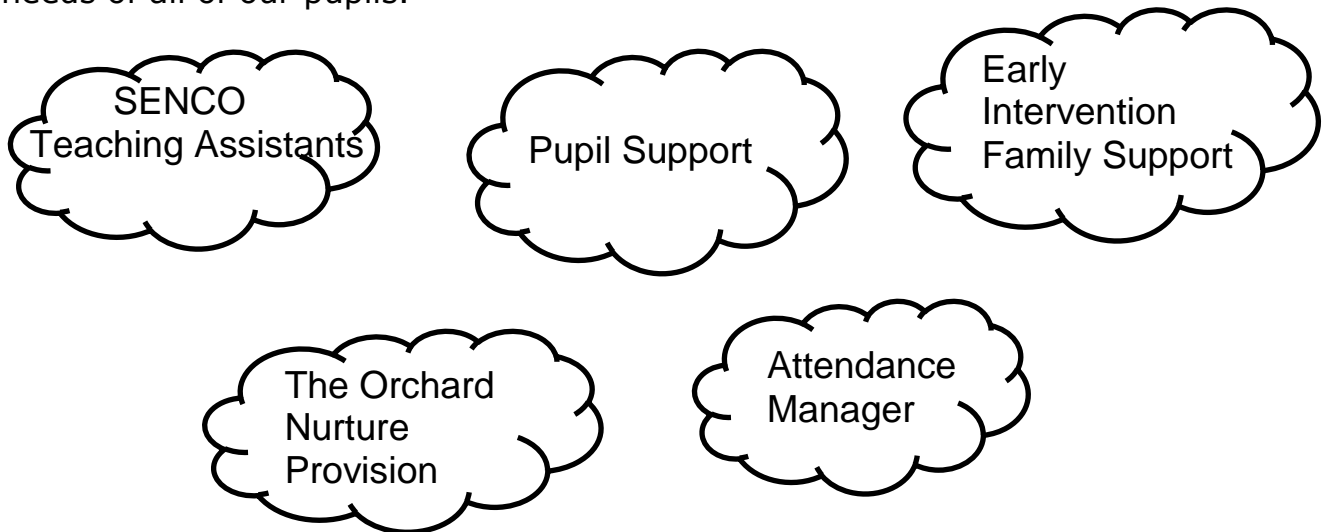 needs of all of our pupils.
SENCO
Teaching Assistants
Pupil Support
Early
Intervention
Family Support
The Orchard
Nurture
Provision
Attendance
Manager